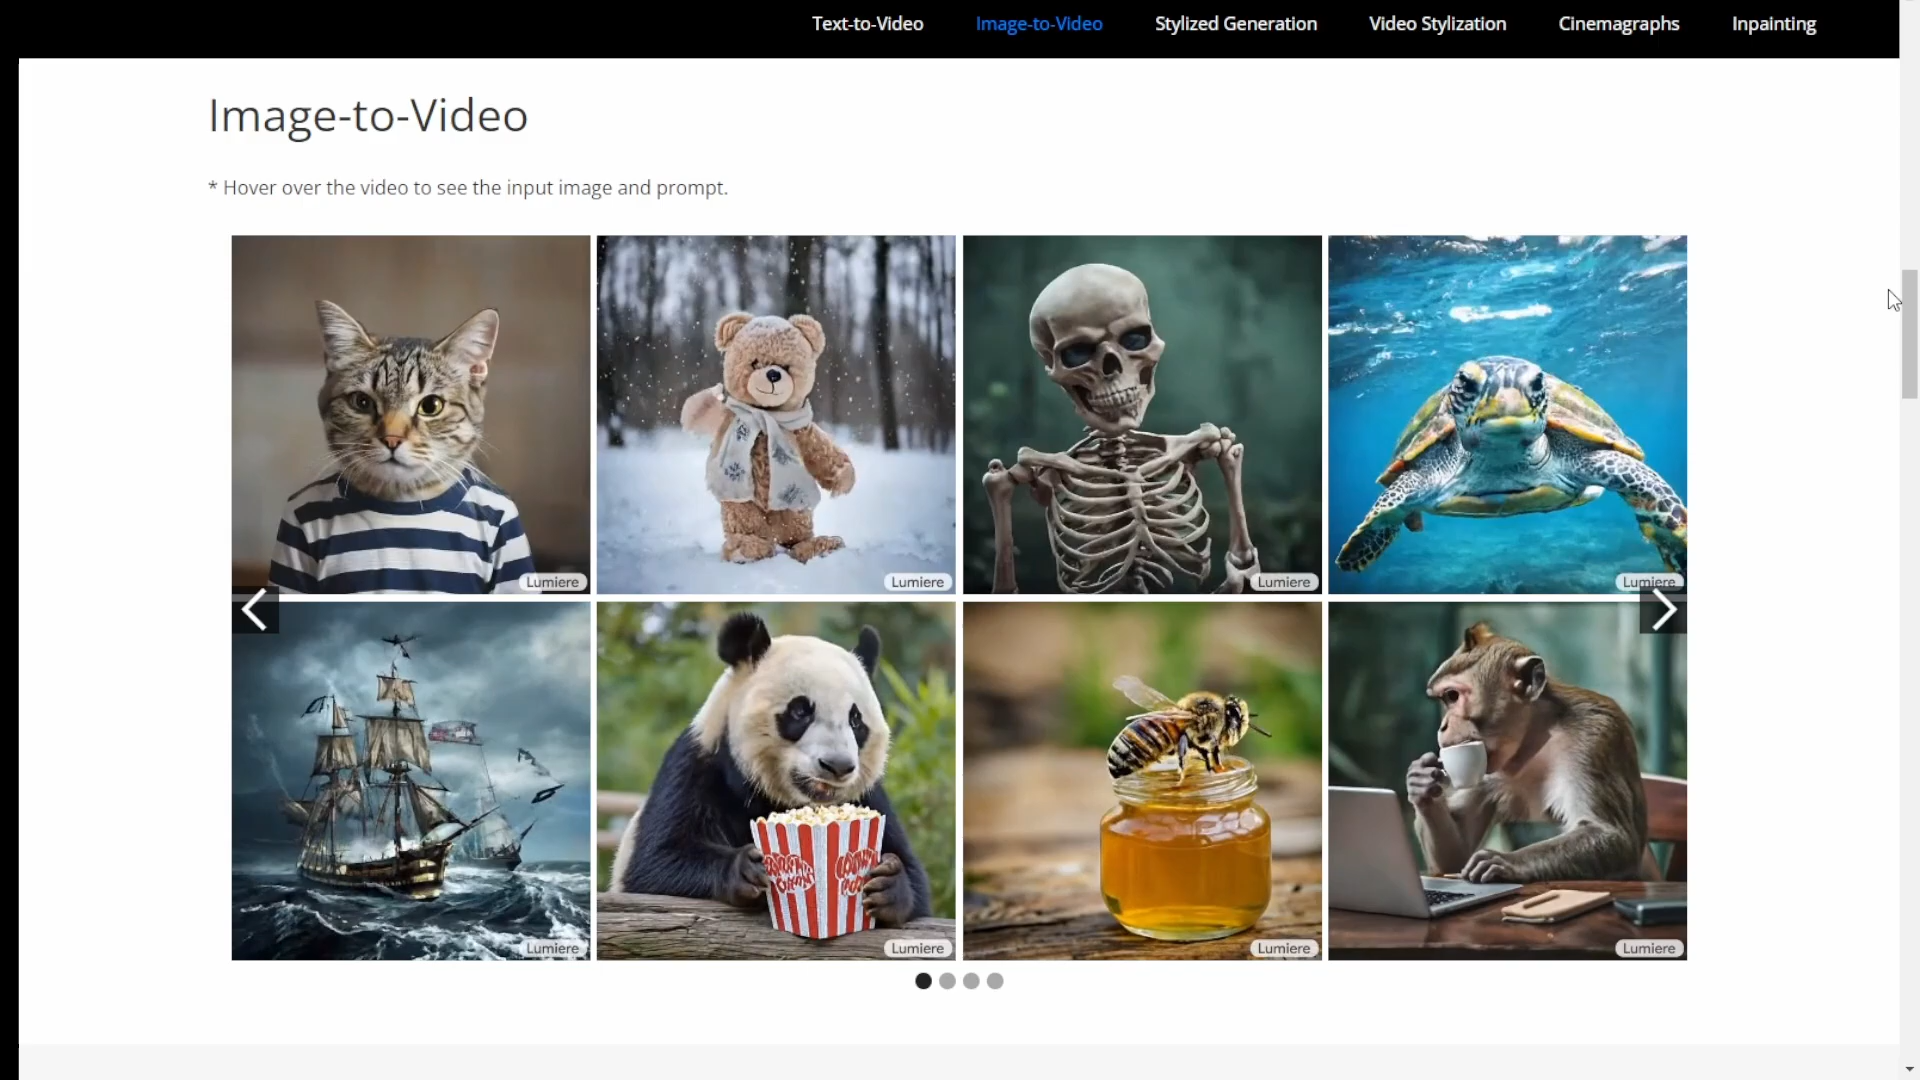 Text-to-Video Image-to-Video Stylized Generation Video Stylization Cinemagraphs Inpainting
Image-to-Video
* Hover over the video to see the input image and prompt.
Lumiere Lumiere Lumiere Lumiere
Lumiere Lumiere Lumiere Lumiere